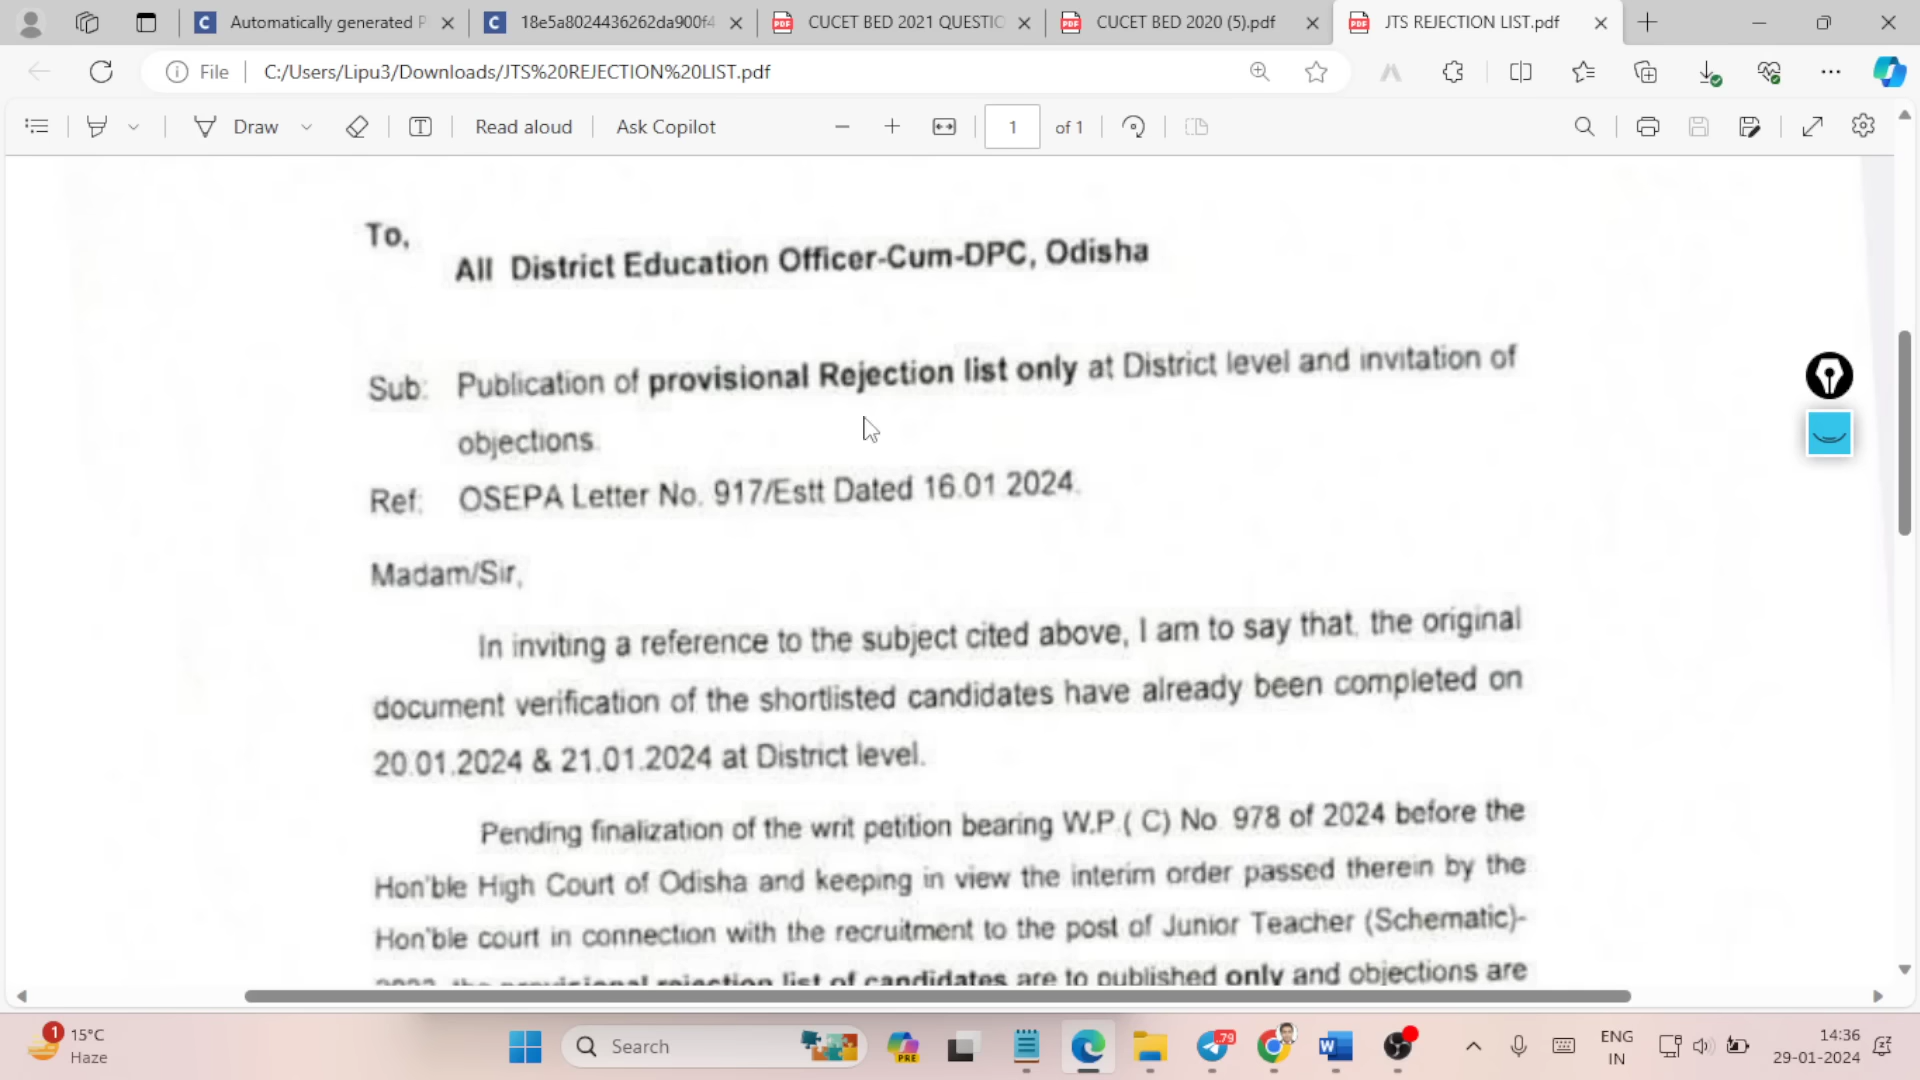 Automatically generated P
18e5a8024436262da900f4
CUCET BED 2021 QUESTIO
CUCET BED 2020 (5).pdf
JTS REJECTION LIST.pdf
File
C:/Users/Lipu3/Downloads/JTS%20REJECTION%20LIST.pdf
Draw
Read aloud
Ask Copilot
1
of 1
To,
All District Education Officer-Cum-DPC, Odisha
Sub: Publication of provisional Rejection list only at District level and invitation of
objections.
Ref: OSEPA Letter No. 917/Estt Dated 16.01 2024.
Madam/Sir,
In inviting a reference to the subject cited above, I am to say that, the original
document verification of the shortlisted candidates have already been completed on
20.01.2024 & 21.01.2024 at District level.
Pending finalization of the writ petition bearing W.P.( C) No. 978 of 2024 before the
Hon'ble High Court of Odisha and keeping in view the interim order passed therein by the
Hon'ble court in connection with the recruitment to the post of Junior Teacher (Schematic)-
the provisional rejection list of candidates are to published only and objections are
1
15°C
Haze
Search
PRE
79
ENG
IN
14:36
29-01-2024